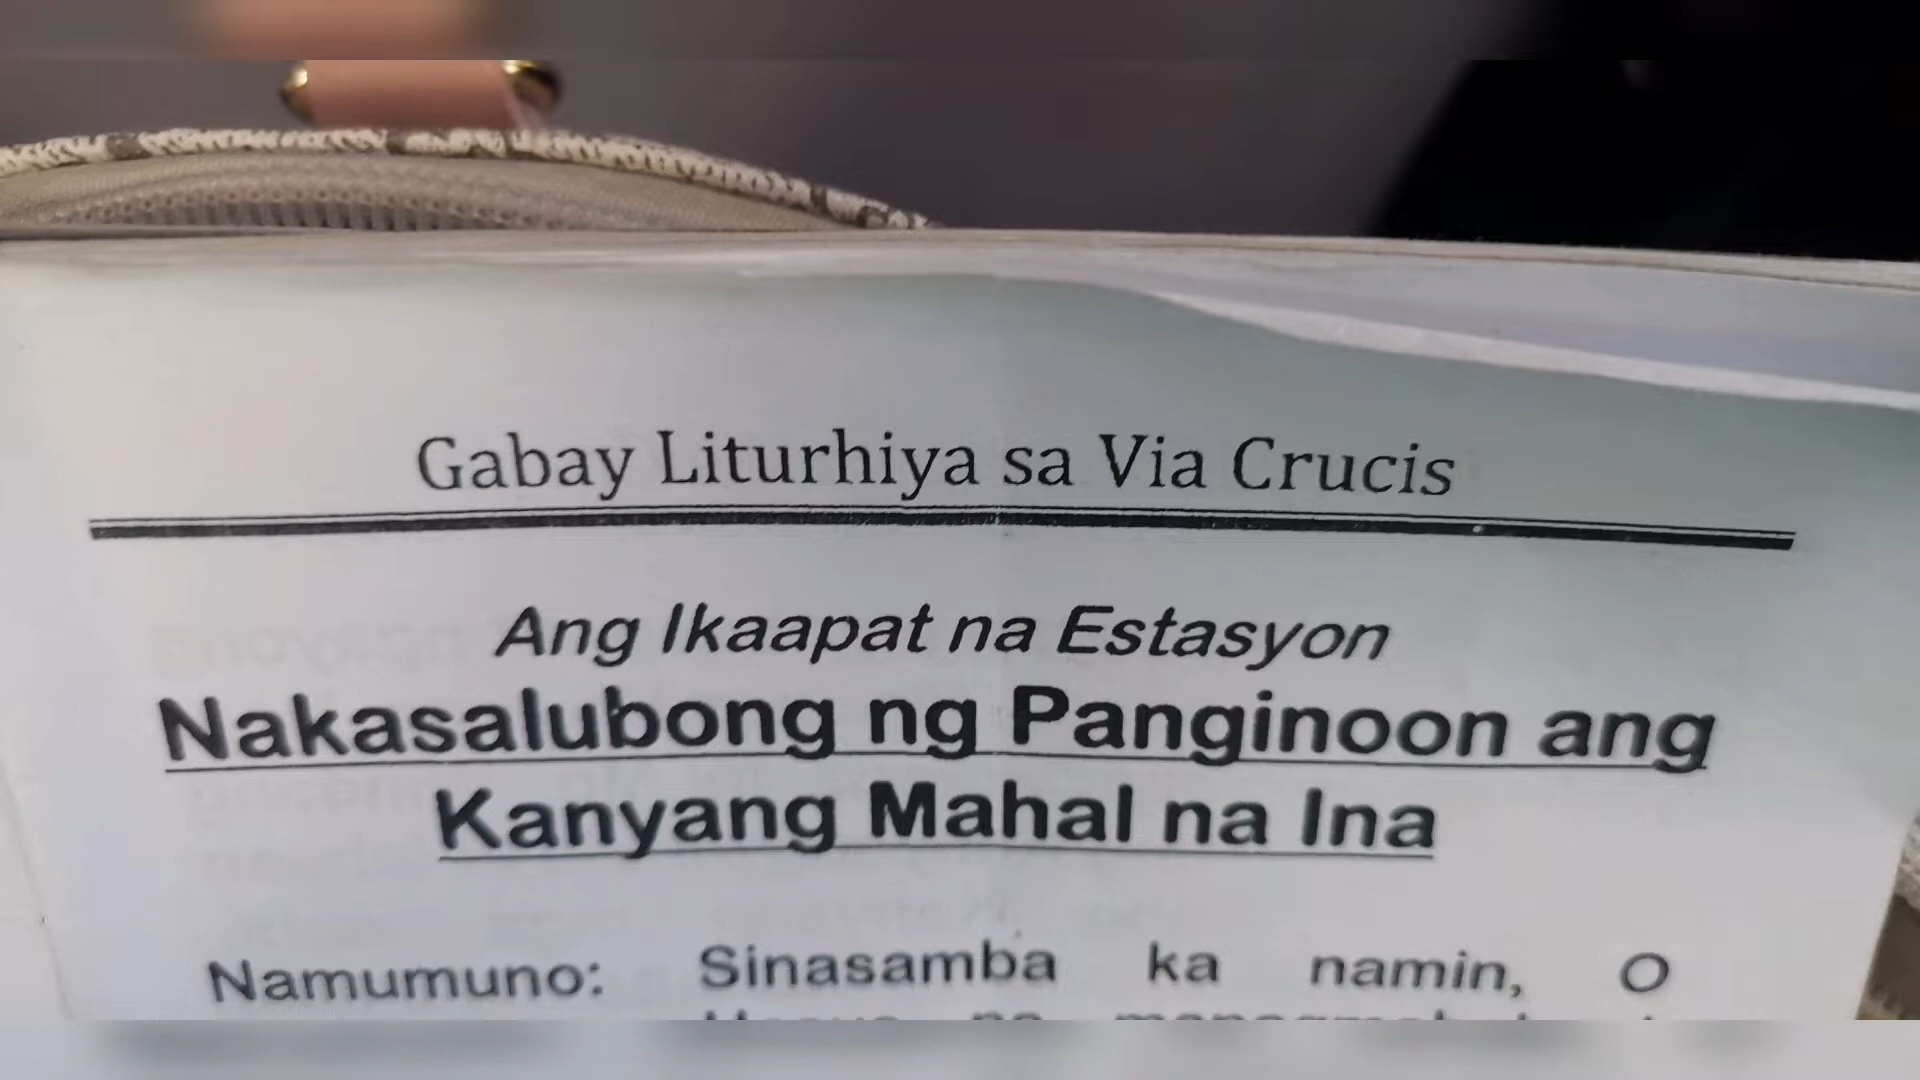 Gabay Liturhiya sa Via Crucis
Ang Ikaapat na Estasyon
Nakasalubong ng Panginoon ang
Kanyang Mahal na Ina
Namumuno: Sinasamba ka namin, O